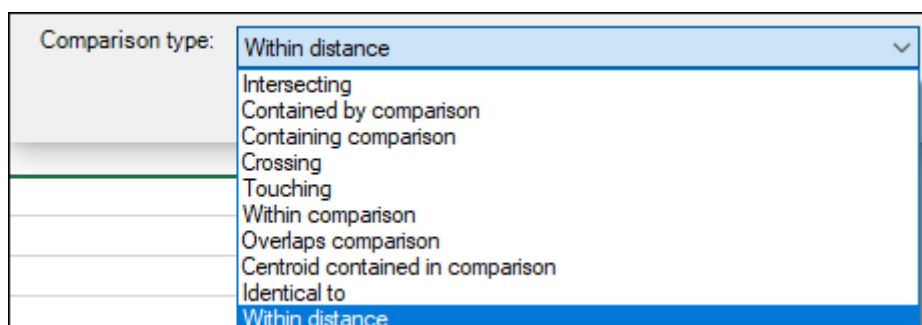 Comparison type: Within distance
Intersecting
Contained by comparison
Containing comparison
Crossing
Touching
Within comparison
Overlaps comparison
Centroid contained in comparison
Identical to
Within distance